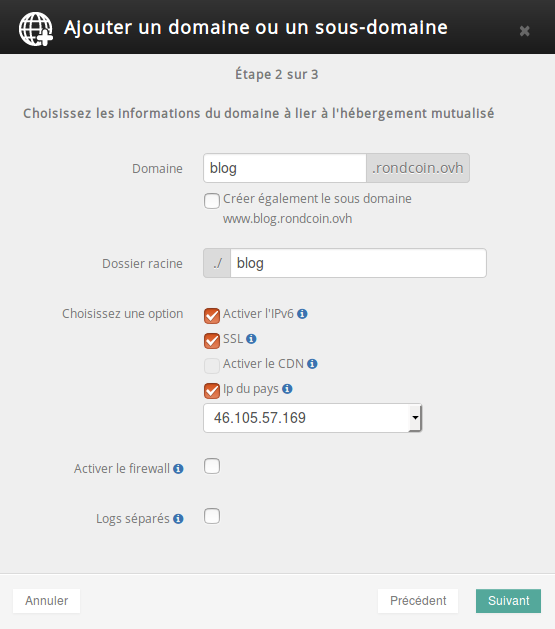 Ajouter un domaine ou un sous-domaine
Étape 2 sur 3
Choisissez les informations du domaine à lier à l'hébergement mutualisé
Domaine
blog
.rondcoin.ovh
Créer également le sous domaine
www.blog.rondcoin.ovh
Dossier racine
./
blog
Choisissez une option
Activer l'IPv6
SSL
Activer le CDN
Ip du pays
46.105.57.169
Activer le firewall
Logs séparés
Annuler
Précédent
Suivant